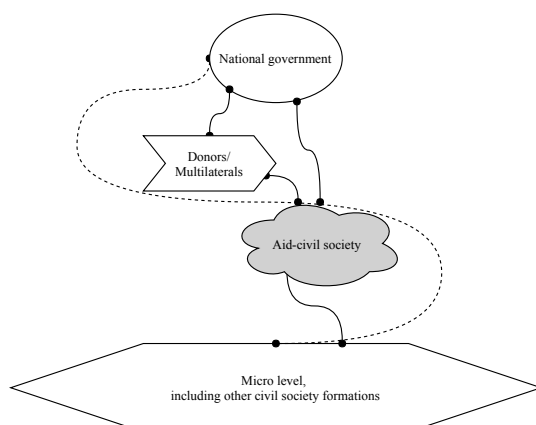 National government
Donors/
Multilaterals
Aid-civil society
Micro level,
including other civil society formations